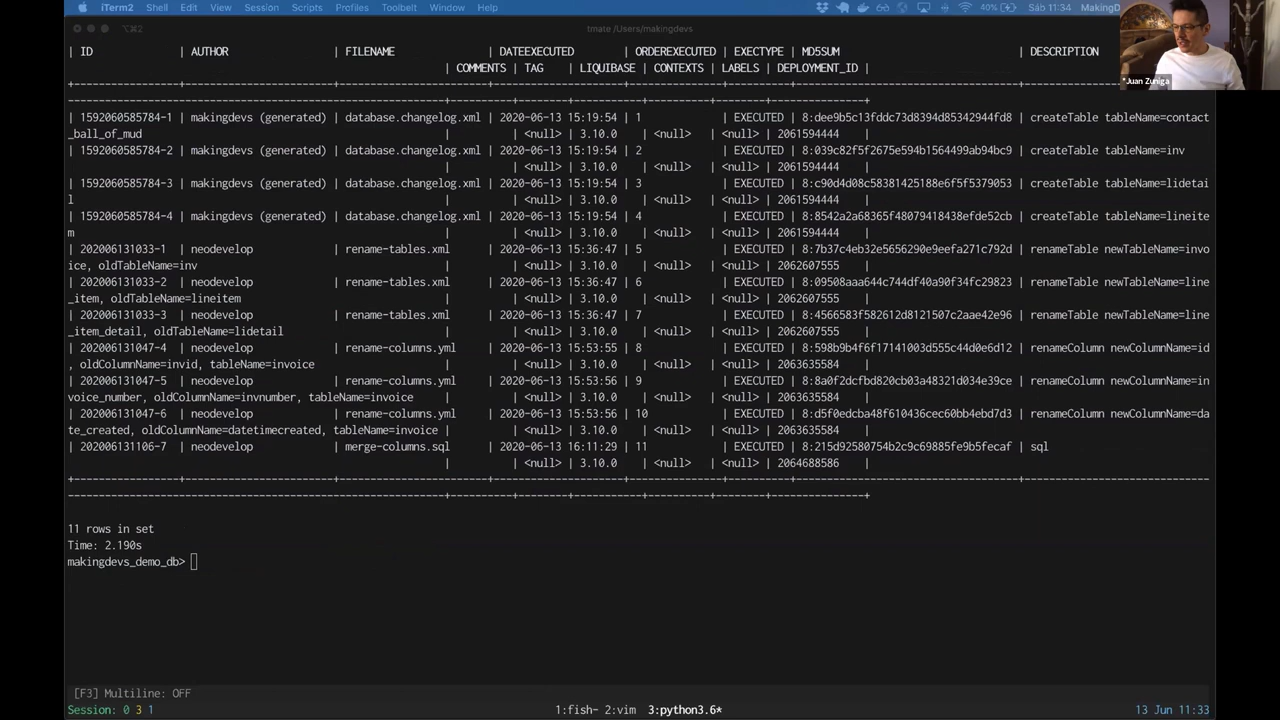 iTerm2 Shell Edit View Session Scripts Profiles Toolbelt Window Help 40% Sáb 11:34 MakingD
⌥⌘2 tmate /Users/makingdevs
*Juan Zuniga
| ID | AUTHOR | FILENAME | DATEEXECUTED | ORDEREXECUTED | EXECTYPE | MD5SUM | DESCRIPTION
| COMMENTS | TAG | LIQUIBASE | CONTEXTS | LABELS | DEPLOYMENT_ID |
| 1592060585784-1 | makingdevs (generated) | database.changelog.xml | 2020-06-13 15:19:54 | 1 | EXECUTED | 8:dee9b5c13fddc73d8394d85342944fd8 | createTable tableName=contact
_ball_of_mud | | <null> | 3.10.0 | <null> | <null> | 2061594444 |
| 1592060585784-2 | makingdevs (generated) | database.changelog.xml | 2020-06-13 15:19:54 | 2 | EXECUTED | 8:039c82f5f2675e594b1564499ab94bc9 | createTable tableName=inv
| | <null> | 3.10.0 | <null> | <null> | 2061594444 |
| 1592060585784-3 | makingdevs (generated) | database.changelog.xml | 2020-06-13 15:19:54 | 3 | EXECUTED | 8:c90d4d08c58381425188e6f5f5379053 | createTable tableName=lidetai
l | | <null> | 3.10.0 | <null> | <null> | 2061594444 |
| 1592060585784-4 | makingdevs (generated) | database.changelog.xml | 2020-06-13 15:19:54 | 4 | EXECUTED | 8:8542a2a68365f48079418438efde52cb | createTable tableName=lineite
m | | <null> | 3.10.0 | <null> | <null> | 2061594444 |
| 202006131033-1 | neodevelop | rename-tables.xml | 2020-06-13 15:36:47 | 5 | EXECUTED | 8:7b37c4eb32e5656290e9eefa271c792d | renameTable newTableName=invo
ice, oldTableName=inv | | <null> | 3.10.0 | <null> | <null> | 2062607555 |
| 202006131033-2 | neodevelop | rename-tables.xml | 2020-06-13 15:36:47 | 6 | EXECUTED | 8:09508aaa644c744df40a90f34fc29823 | renameTable newTableName=line
_item, oldTableName=lineitem | | <null> | 3.10.0 | <null> | <null> | 2062607555 |
| 202006131033-3 | neodevelop | rename-tables.xml | 2020-06-13 15:36:47 | 7 | EXECUTED | 8:4566583f582612d8121507c2aae42e96 | renameTable newTableName=line
_item_detail, oldTableName=lidetail | | <null> | 3.10.0 | <null> | <null> | 2062607555 |
| 202006131047-4 | neodevelop | rename-columns.yml | 2020-06-13 15:53:55 | 8 | EXECUTED | 8:598b9b4f6f17141003d555c44d0e6d12 | renameColumn newColumnName=id
, oldColumnName=invid, tableName=invoice | | <null> | 3.10.0 | <null> | <null> | 2063635584 |
| 202006131047-5 | neodevelop | rename-columns.yml | 2020-06-13 15:53:56 | 9 | EXECUTED | 8:8a0f2dcfbd820cb03a48321d034e39ce | renameColumn newColumnName=in
voice_number, oldColumnName=invnumber, tableName=invoice | | <null> | 3.10.0 | <null> | <null> | 2063635584 |
| 202006131047-6 | neodevelop | rename-columns.yml | 2020-06-13 15:53:56 | 10 | EXECUTED | 8:d5f0edcba48f610436cec60bb4ebd7d3 | renameColumn newColumnName=da
te_created, oldColumnName=datetimecreated, tableName=invoice | | <null> | 3.10.0 | <null> | <null> | 2063635584 |
| 202006131106-7 | neodevelop | merge-columns.sql | 2020-06-13 16:11:29 | 11 | EXECUTED | 8:215d92580754b2c9c69885fe9b5fecaf | sql
| | <null> | 3.10.0 | <null> | <null> | 2064688586 |
11 rows in set
Time: 2.190s
makingdevs_demo_db>
[F3] Multiline: OFF
Session: 0 3 1 1:fish- 2:vim 3:python3.6* 13 Jun 11:33